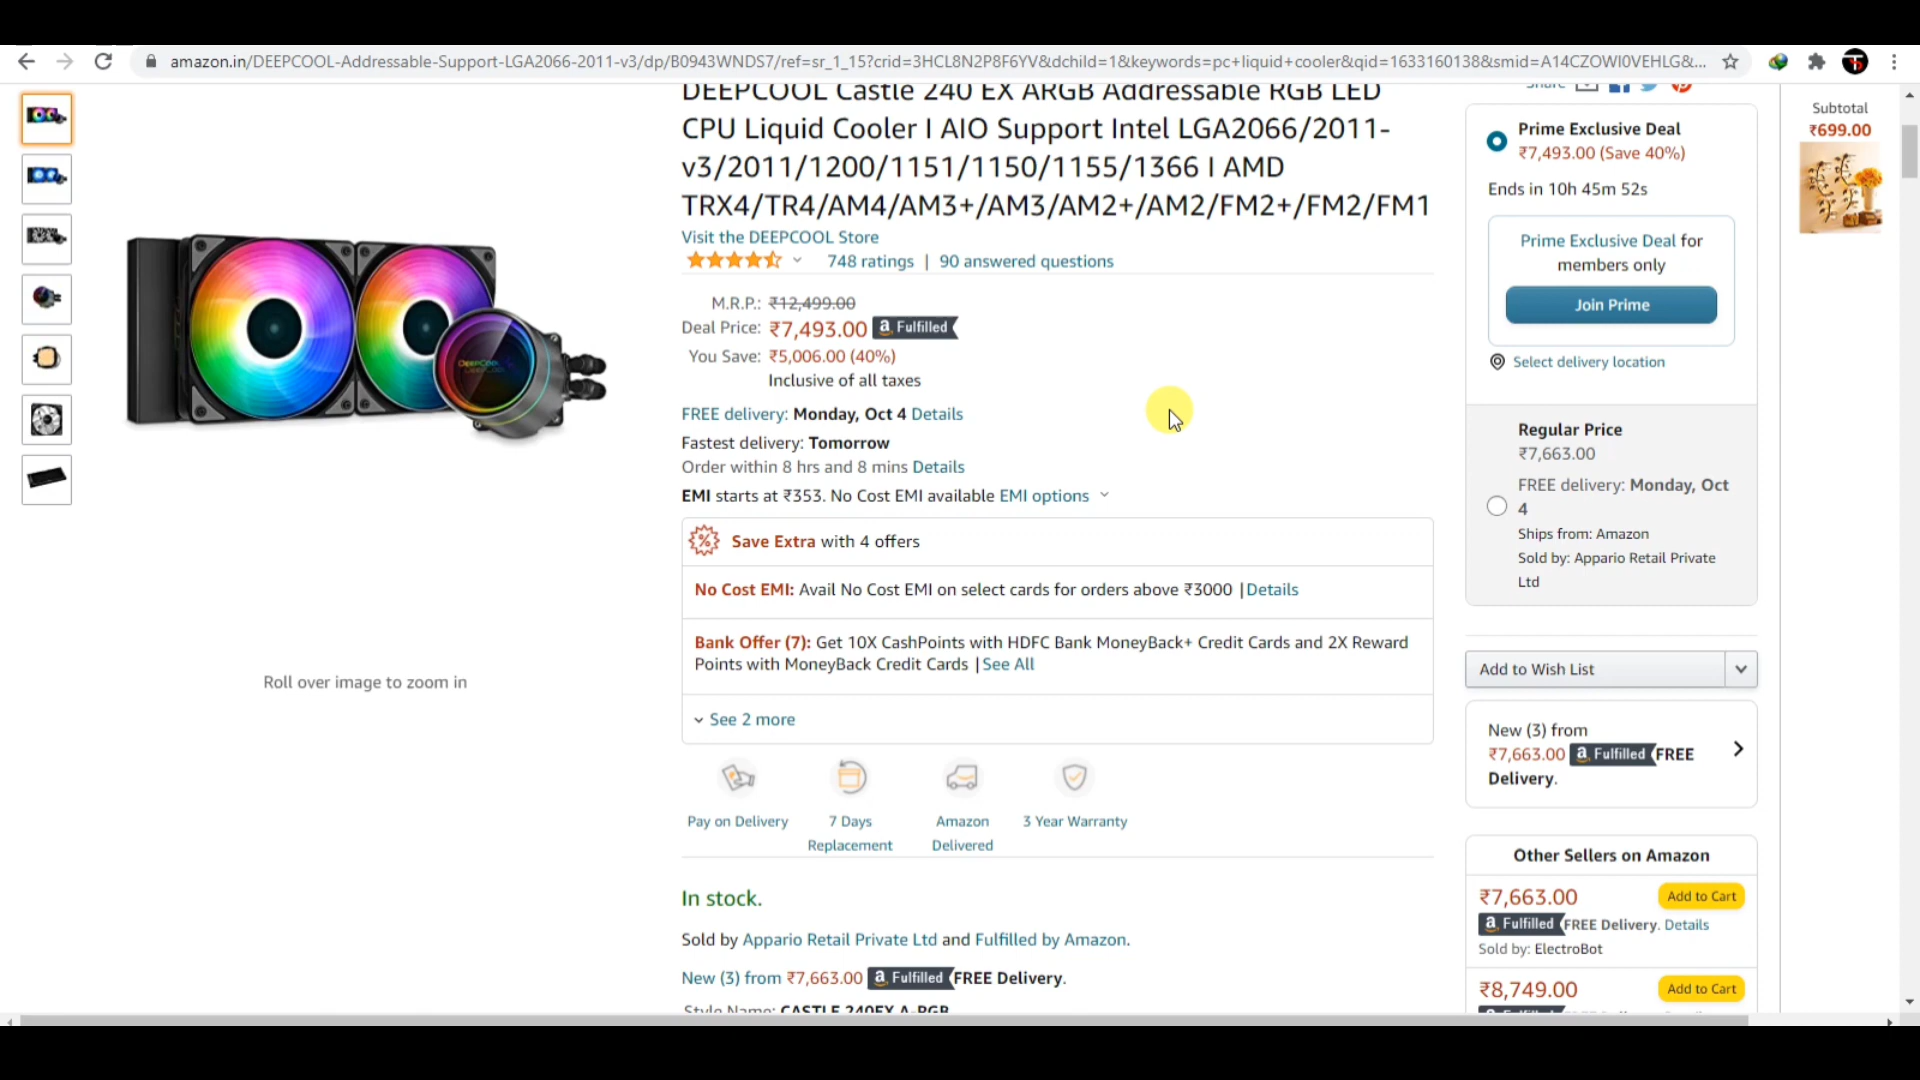 amazon.in/DEEPCOOL-Addressable-Support-LGA2066-2011-v3/dp/B0943WNDS7/ref=sr_1_15?crid=3HCL8N2P8F6YV&dchild=1&keywords=pc+liquid+cooler&qid=1633160138&smid=A14CZOWI0VEHLG&...
DEEPCOOL Castle 240 EX ARGB Addressable RGB LED
CPU Liquid Cooler I AIO Support Intel LGA2066/2011-
v3/2011/1200/1151/1150/1155/1366 I AMD
TRX4/TR4/AM4/AM3+/AM3/AM2+/AM2/FM2+/FM2/FM1
Visit the DEEPCOOL Store
748 ratings | 90 answered questions
M.R.P.: ₹12,499.00
Deal Price: ₹7,493.00 a Fulfilled
You Save: ₹5,006.00 (40%)
Inclusive of all taxes
FREE delivery: Monday, Oct 4 Details
Fastest delivery: Tomorrow
Order within 8 hrs and 8 mins Details
EMI starts at ₹353. No Cost EMI available EMI options
Save Extra with 4 offers
No Cost EMI: Avail No Cost EMI on select cards for orders above ₹3000 |Details
Bank Offer (7): Get 10X CashPoints with HDFC Bank MoneyBack+ Credit Cards and 2X Reward
Points with MoneyBack Credit Cards |See All
See 2 more
Pay on Delivery
7 Days
Replacement
Amazon
Delivered
3 Year Warranty
In stock.
Sold by Appario Retail Private Ltd and Fulfilled by Amazon.
New (3) from ₹7,663.00 a Fulfilled FREE Delivery.
Style Name: CASTLE 240EX A-RGB
Roll over image to zoom in
DEEPCOOL
Share
Prime Exclusive Deal
₹7,493.00 (Save 40%)
Ends in 10h 45m 52s
Prime Exclusive Deal for
members only
Join Prime
Select delivery location
Regular Price
₹7,663.00
FREE delivery: Monday, Oct
4
Ships from: Amazon
Sold by: Appario Retail Private
Ltd
Add to Wish List
New (3) from
₹7,663.00 a Fulfilled FREE
Delivery.
Other Sellers on Amazon
₹7,663.00 Add to Cart
a Fulfilled FREE Delivery. Details
Sold by: ElectroBot
₹8,749.00 Add to Cart
Subtotal
₹699.00